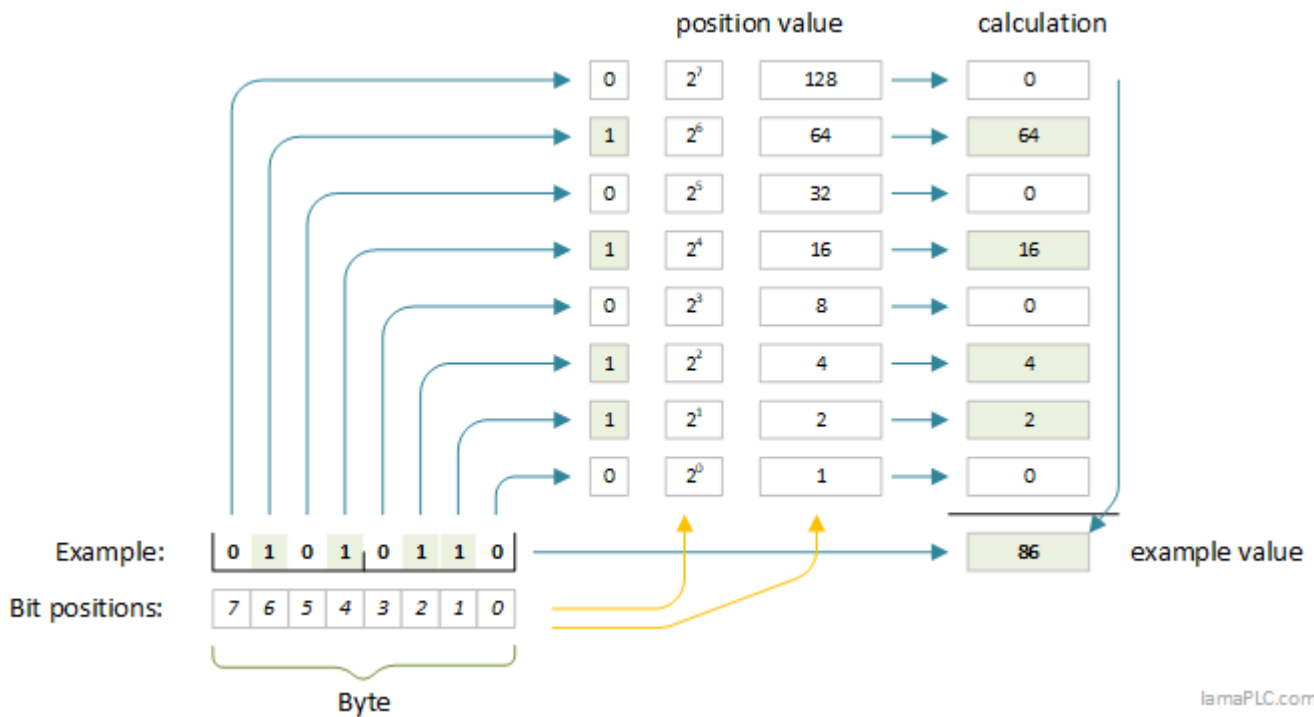 position value calculation
0 2⁷ 128 0
1 2⁶ 64 64
0 2⁵ 32 0
1 2⁴ 16 16
0 2³ 8 0
1 2² 4 4
1 2¹ 2 2
0 2⁰ 1 0
Example: 0 1 0 1 0 1 1 0 86 example value
Bit positions: 7 6 5 4 3 2 1 0
Byte
lamaPLC.com